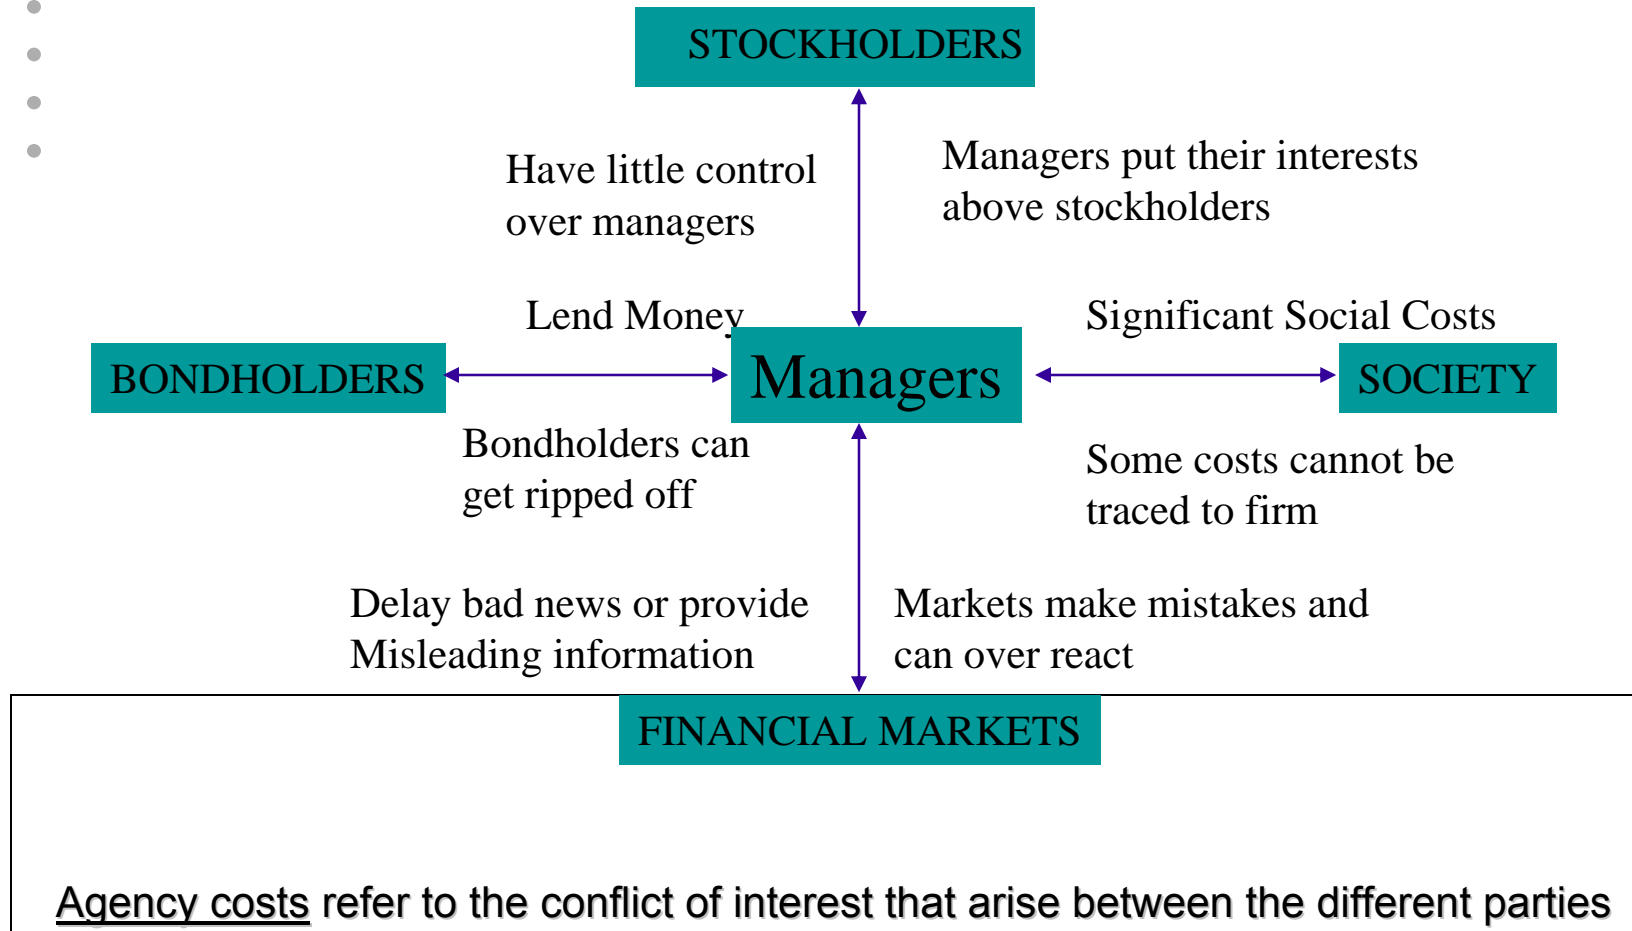 STOCKHOLDERS
Have little control
over managers
Managers put their interests
above stockholders
Lend Money
Significant Social Costs
BONDHOLDERS
Managers
SOCIETY
Bondholders can
get ripped off
Some costs cannot be
traced to firm
Delay bad news or provide
Misleading information
Markets make mistakes and
can over react
FINANCIAL MARKETS
Agency costs refer to the conflict of interest that arise between the different parties